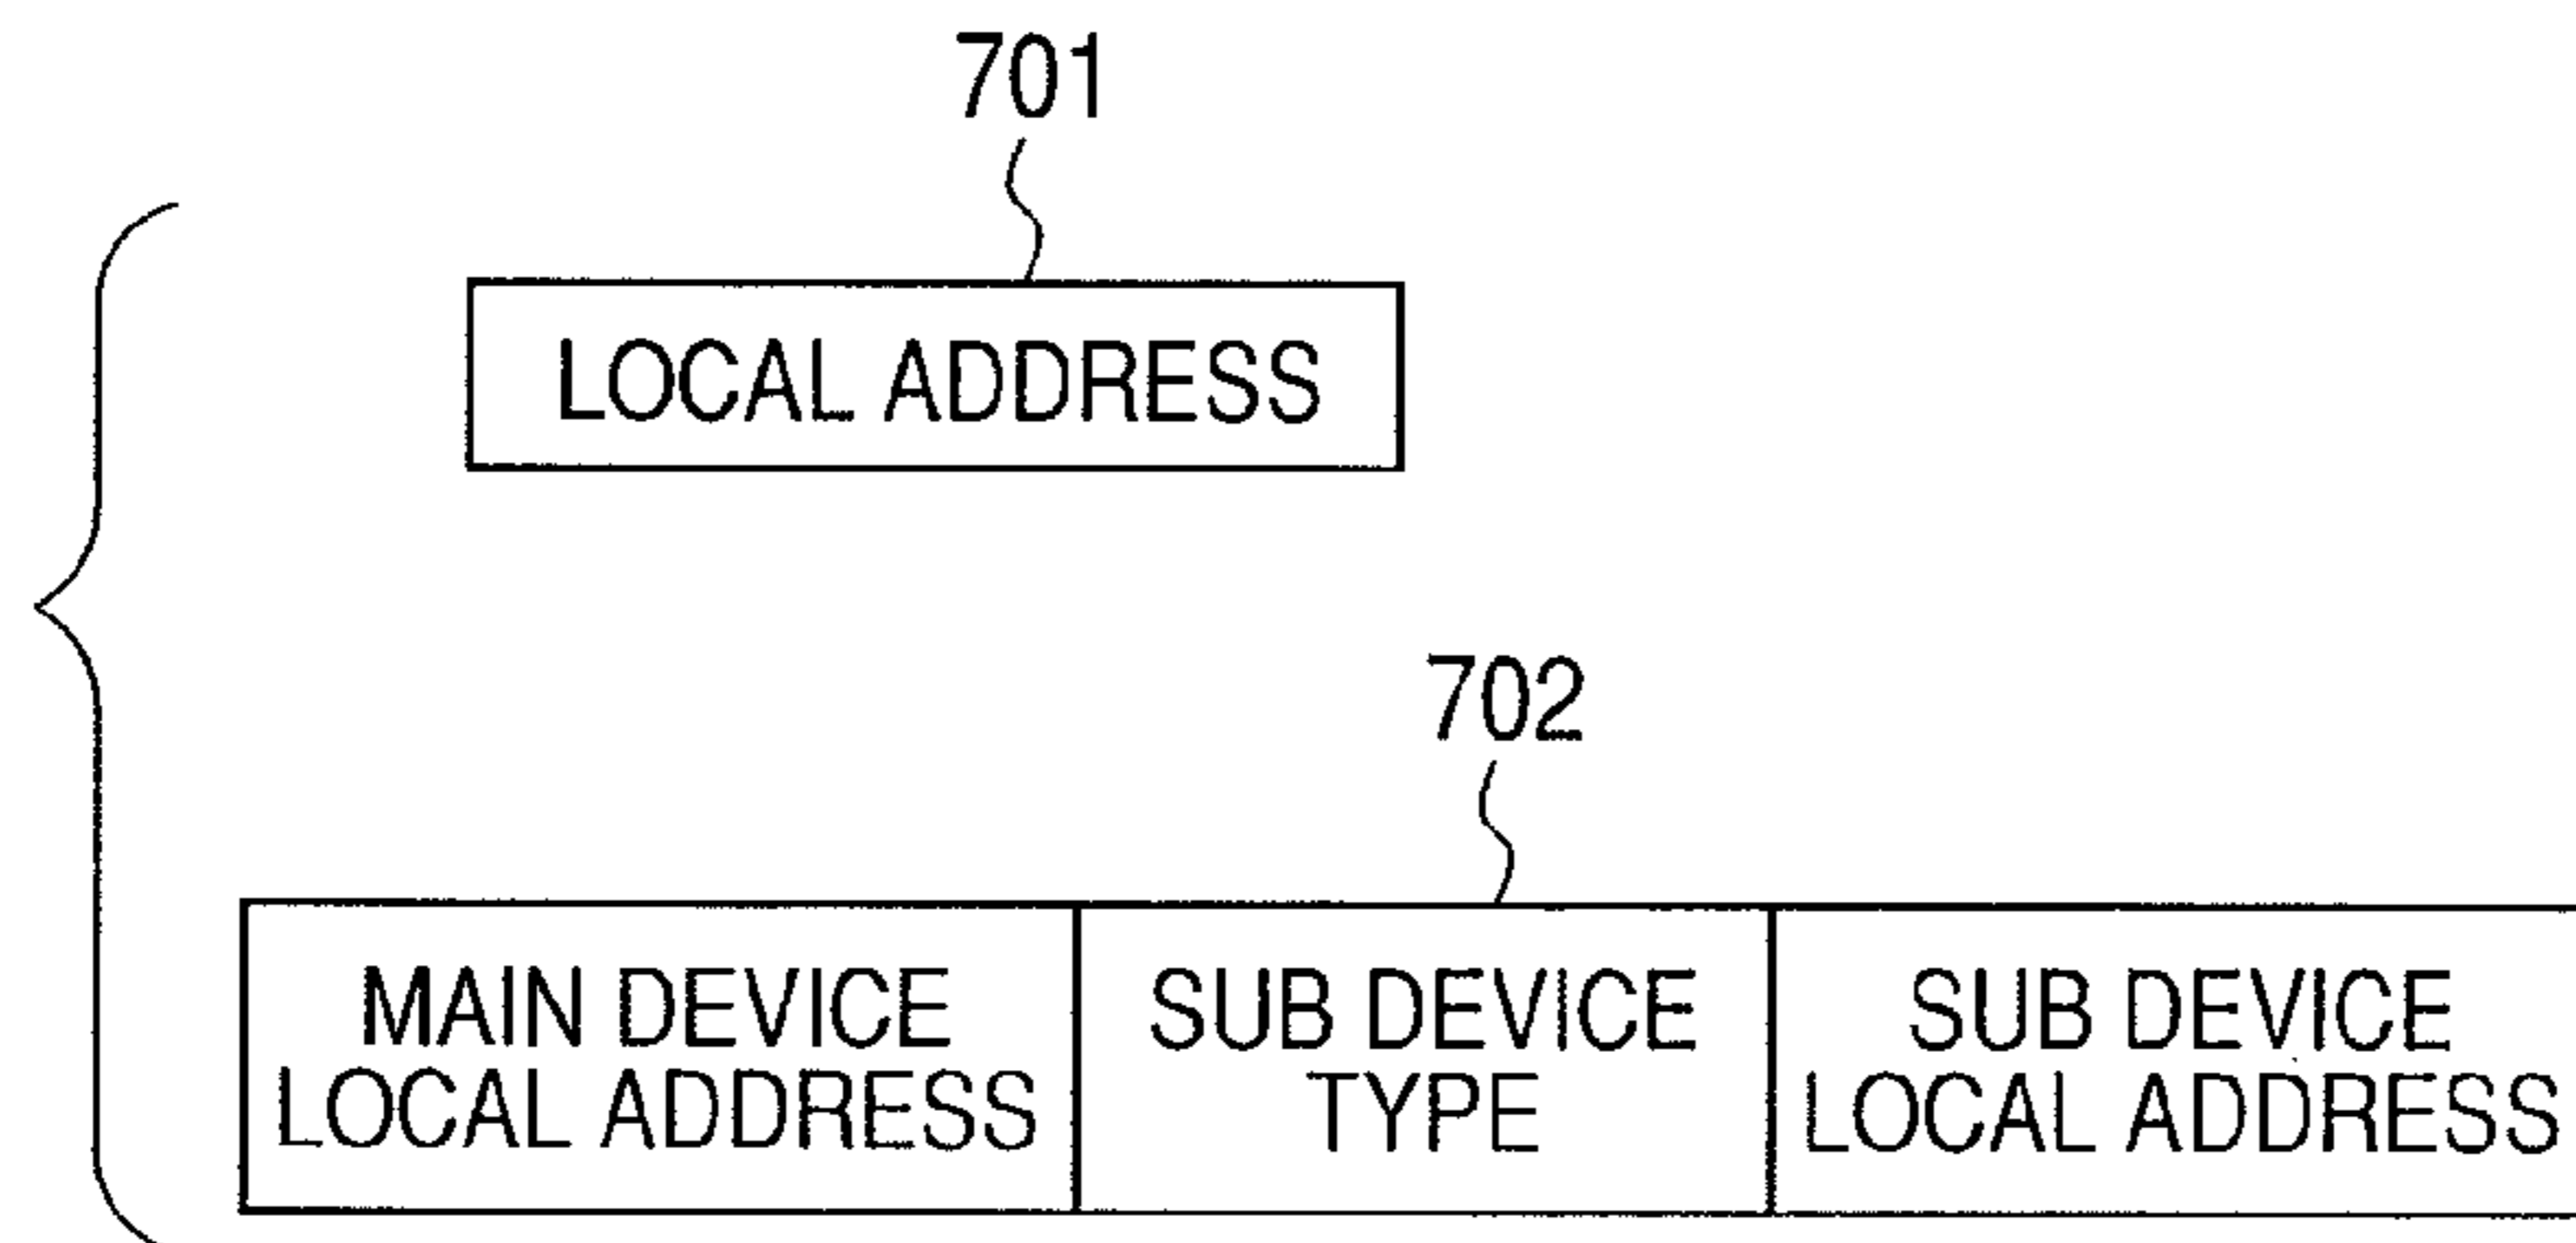 701
LOCAL ADDRESS
702
MAIN DEVICE
LOCAL ADDRESS
SUB DEVICE
TYPE
SUB DEVICE
LOCAL ADDRESS